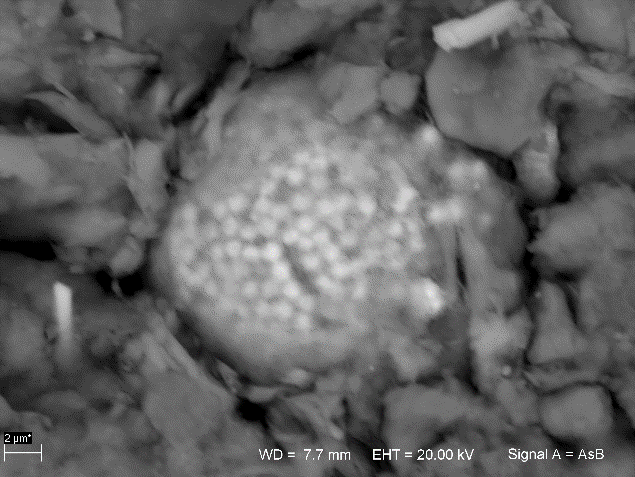 2 µm*
WD = 7.7 mm EHT = 20.00 kV Signal A = AsB